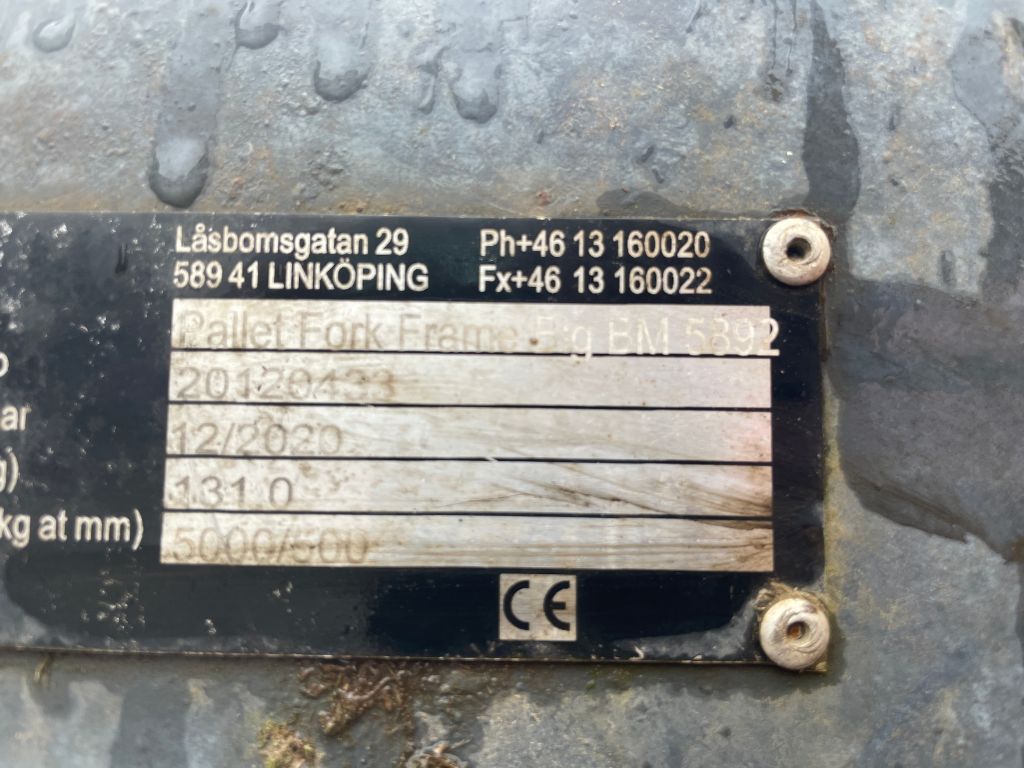 Låsbomsgatan 29 Ph+46 13 160020
589 41 LINKÖPING Fx+46 13 160022
Pallet Fork Frame Big BM 5892
20120433
ar 12/2020
g) 131.0
kg at mm) 5000/500
CE